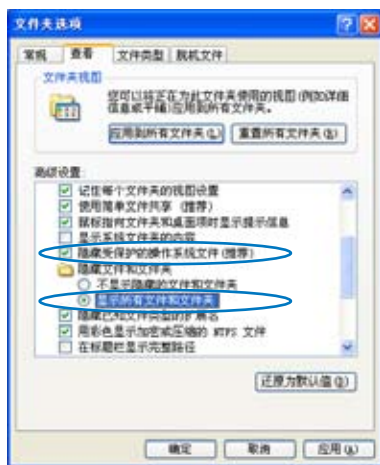 文件夹选项
常规 查看 文件类型 脱机文件
文件夹视图
您可以将正在为此文件夹使用的视图(例如详细
信息或平铺)应用到所有文件夹。
应用到所有文件夹(L) 重置所有文件夹(R)
高级设置:
记住每个文件夹的视图设置
使用简单文件共享 (推荐)
鼠标指向文件夹和桌面项时显示提示信息
显示系统文件夹的内容
隐藏受保护的操作系统文件(推荐)
隐藏文件和文件夹
不显示隐藏的文件和文件夹
显示所有文件和文件夹
隐藏已知文件类型的扩展名
用彩色显示加密或压缩的 NTFS 文件
在标题栏显示完整路径
还原为默认值(D)
确定 取消 应用(A)